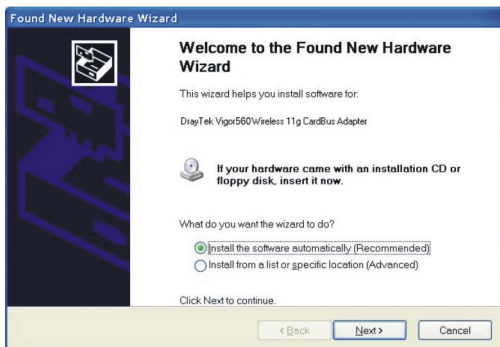 Found New Hardware Wizard
Welcome to the Found New Hardware
Wizard
This wizard helps you install software for:
DrayTek Vigor560 Wireless 11g CardBus Adapter
If your hardware came with an installation CD or
floppy disk, insert it now.
What do you want the wizard to do?
Install the software automatically (Recommended)
Install from a list or specific location (Advanced)
Click Next to continue.
< Back
Next >
Cancel